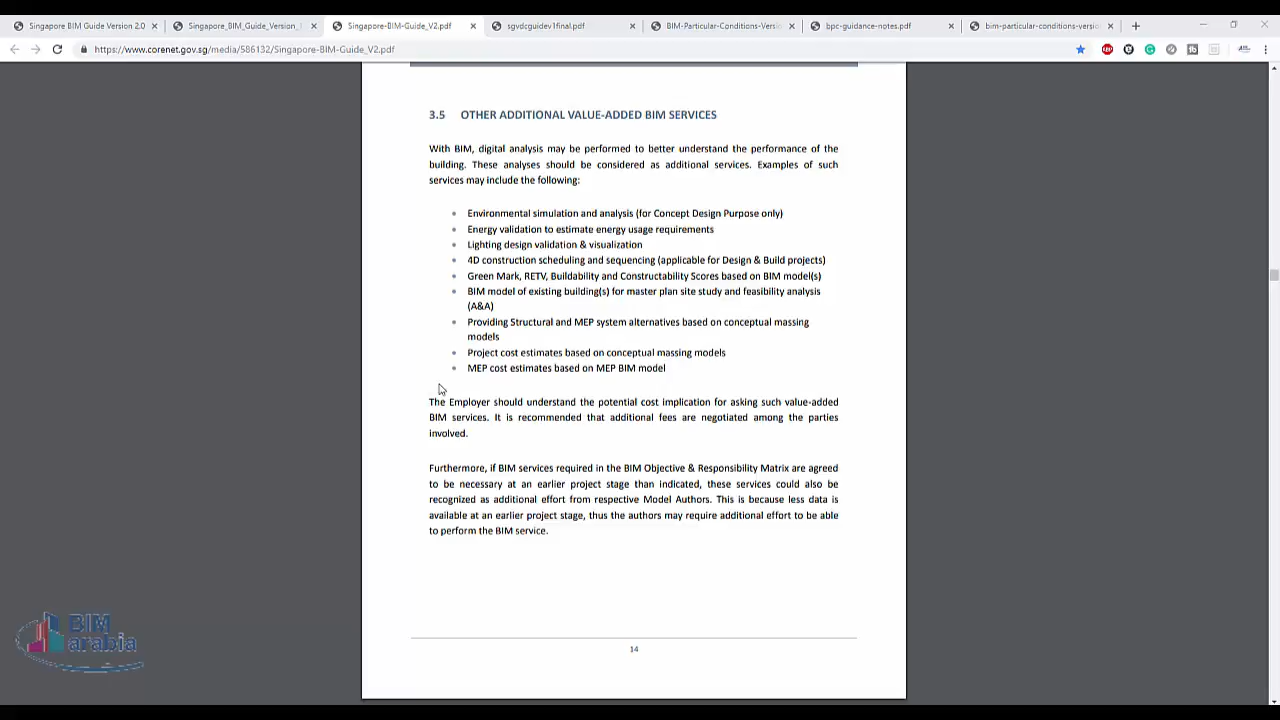 Singapore BIM Guide Version 2.0
Singapore_BIM_Guide_Version_
Singapore-BIM-Guide_V2.pdf
sgvdcguidev1final.pdf
BIM-Particular-Conditions-Versio
bpc-guidance-notes.pdf
bim-particular-conditions-versio
https://www.corenet.gov.sg/media/586132/Singapore-BIM-Guide_V2.pdf
3.5 OTHER ADDITIONAL VALUE-ADDED BIM SERVICES
With BIM, digital analysis may be performed to better understand the performance of the
building. These analyses should be considered as additional services. Examples of such
services may include the following:
• Environmental simulation and analysis (for Concept Design Purpose only)
• Energy validation to estimate energy usage requirements
• Lighting design validation & visualization
• 4D construction scheduling and sequencing (applicable for Design & Build projects)
• Green Mark, RETV, Buildability and Constructability Scores based on BIM model(s)
• BIM model of existing building(s) for master plan site study and feasibility analysis
(A&A)
• Providing Structural and MEP system alternatives based on conceptual massing
models
• Project cost estimates based on conceptual massing models
• MEP cost estimates based on MEP BIM model
The Employer should understand the potential cost implication for asking such value-added
BIM services. It is recommended that additional fees are negotiated among the parties
involved.
Furthermore, if BIM services required in the BIM Objective & Responsibility Matrix are agreed
to be necessary at an earlier project stage than indicated, these services could also be
recognized as additional effort from respective Model Authors. This is because less data is
available at an earlier project stage, thus the authors may require additional effort to be able
to perform the BIM service.
14
BIM
arabia